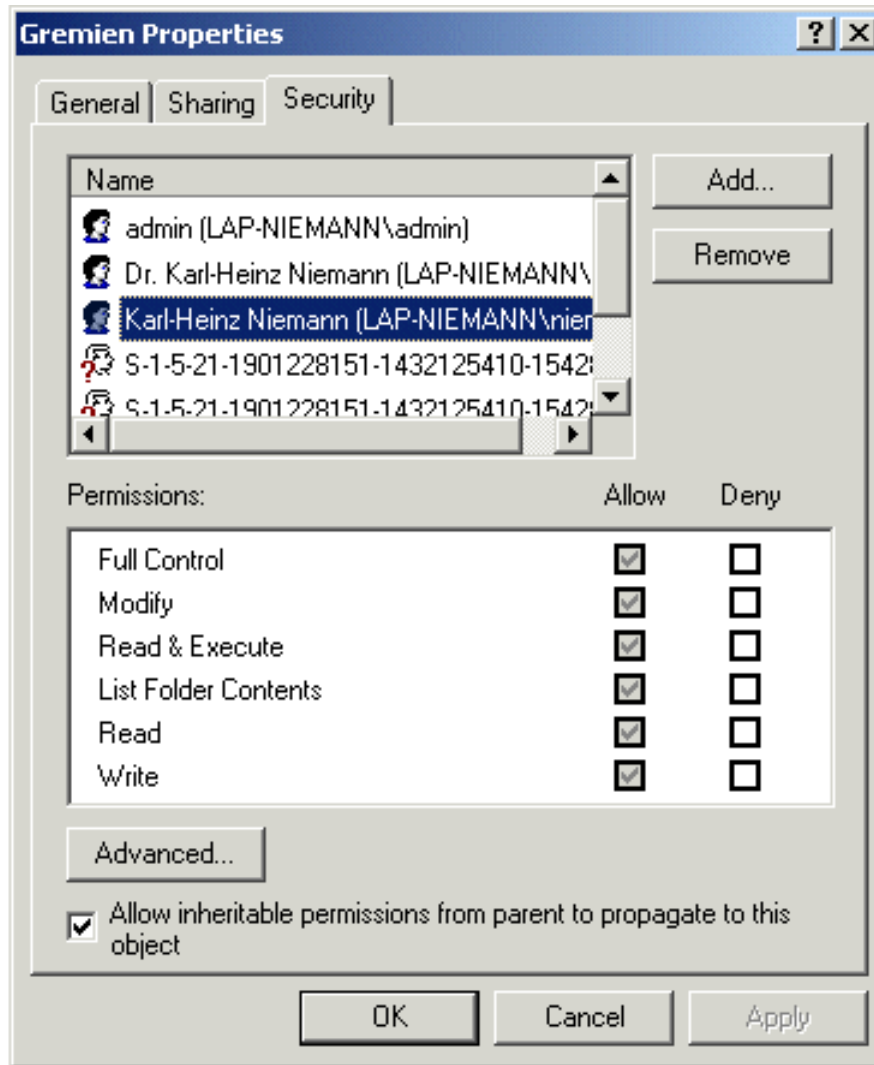 Gremien Properties
General Sharing Security
Name
Add...
admin (LAP-NIEMANN\admin)
Remove
Dr. Karl-Heinz Niemann (LAP-NIEMANN\
Karl-Heinz Niemann (LAP-NIEMANN\nier
S-1-5-21-1901228151-1432125410-1542
S-1-5-21-1901228151-1432125410-1542
Permissions: Allow Deny
Full Control
Modify
Read & Execute
List Folder Contents
Read
Write
Advanced...
Allow inheritable permissions from parent to propagate to this
object
OK Cancel Apply